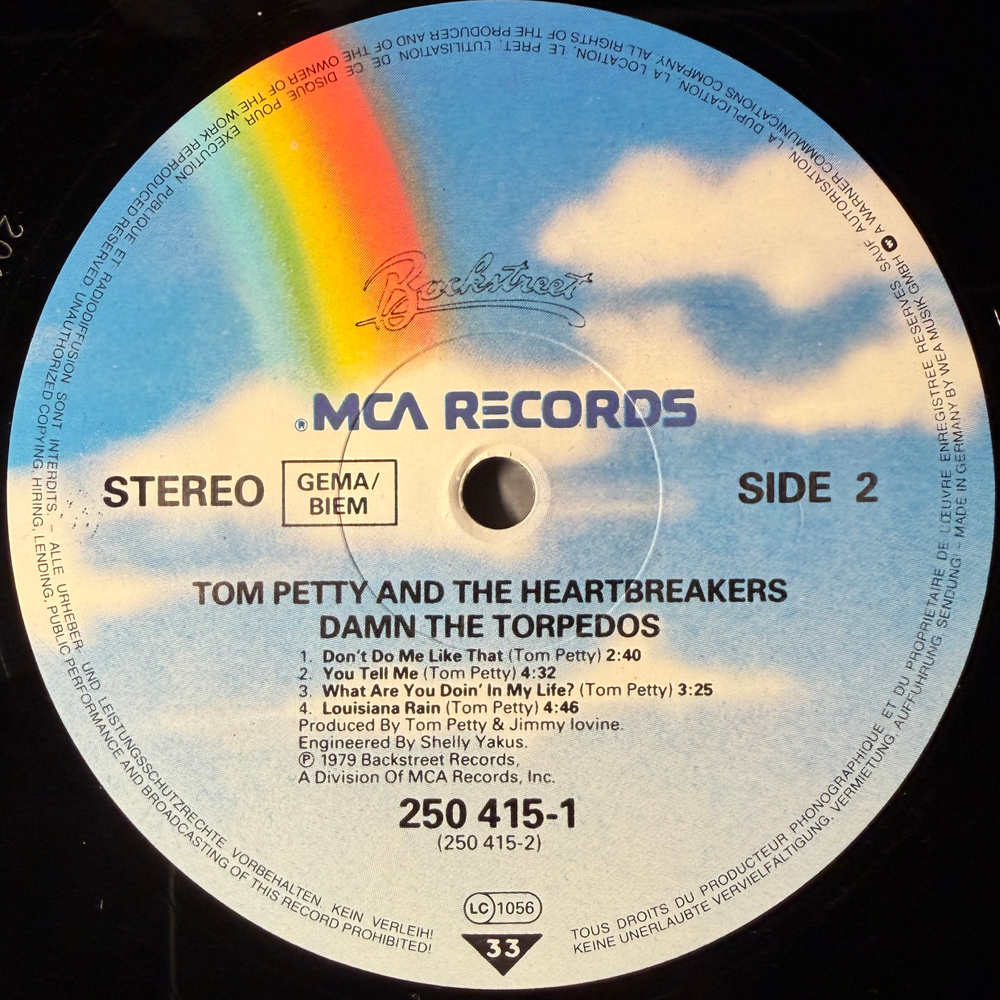 Backstreet
®MCA RECORDS
STEREO
GEMA/
BIEM
SIDE 2
TOM PETTY AND THE HEARTBREAKERS
DAMN THE TORPEDOS
1. Don't Do Me Like That (Tom Petty) 2:40
2. You Tell Me (Tom Petty) 4:32
3. What Are You Doin' In My Life? (Tom Petty) 3:25
4. Louisiana Rain (Tom Petty) 4:46
Produced By Tom Petty & Jimmy Iovine.
Engineered By Shelly Yakus.
℗ 1979 Backstreet Records,
A Division Of MCA Records, Inc.
250 415-1
(250 415-2)
LC 1056
33
TOUS DROITS DU PRODUCTEUR PHONOGRAPHIQUE ET DU PROPRIETAIRE DE L'ŒUVRE ENREGISTREE RESERVES SAUF AUTORISATION, LA DUPLICATION, LA LOCATION, LE PRET, L'UTILISATION DE CE DISQUE POUR EXECUTION PUBLIQUE ET RADIODIFFUSION SONT INTERDITS. – ALLE URHEBER- UND LEISTUNGSSCHUTZRECHTE VORBEHALTEN. KEIN VERLEIH!
KEINE UNERLAUBTE VERVIELFÄLTIGUNG, VERMIETUNG, AUFFÜHRUNG, SENDUNG! – MADE IN GERMANY BY WEA MUSIK GMBH A WARNER COMMUNICATIONS COMPANY. ALL RIGHTS OF THE PRODUCER AND OF THE OWNER OF THE WORK REPRODUCED RESERVED UNAUTHORIZED COPYING, HIRING, LENDING, PUBLIC PERFORMANCE AND BROADCASTING OF THIS RECORD PROHIBITED!